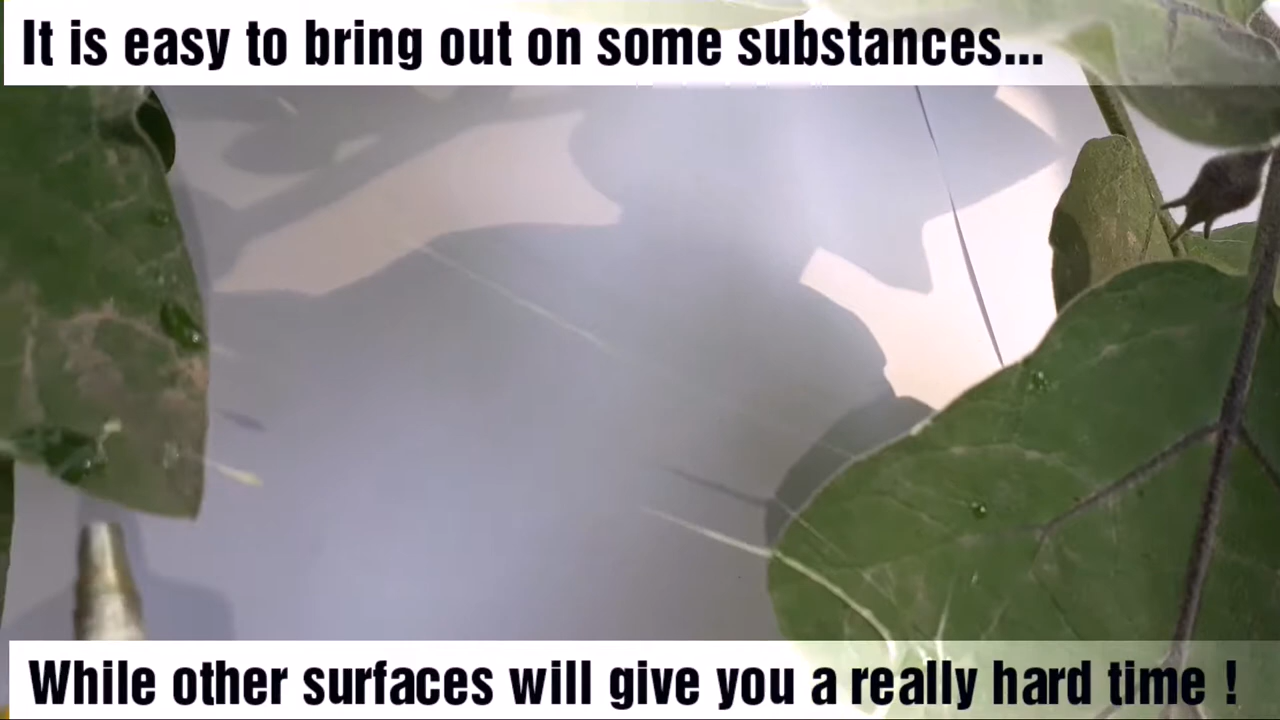 It is easy to bring out on some substances...
While other surfaces will give you a really hard time !